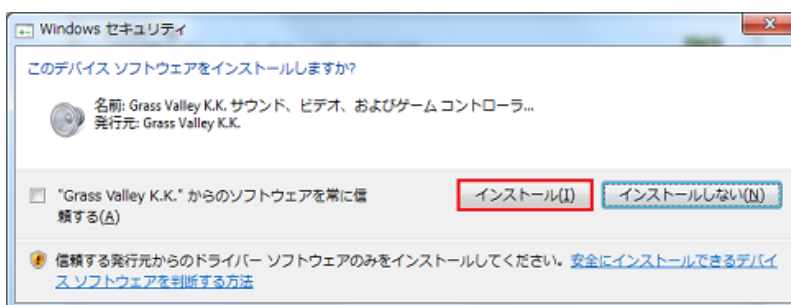 Windows セキュリティ
このデバイス ソフトウェアをインストールしますか?
名前: Grass Valley K.K. サウンド、ビデオ、およびゲーム コントローラ...
発行元: Grass Valley K.K.
"Grass Valley K.K." からのソフトウェアを常に信
頼する(A)
インストール(I)
インストールしない(N)
信頼する発行元からのドライバー ソフトウェアのみをインストールしてください。安全にインストールできるデバイ
ス ソフトウェアを判断する方法